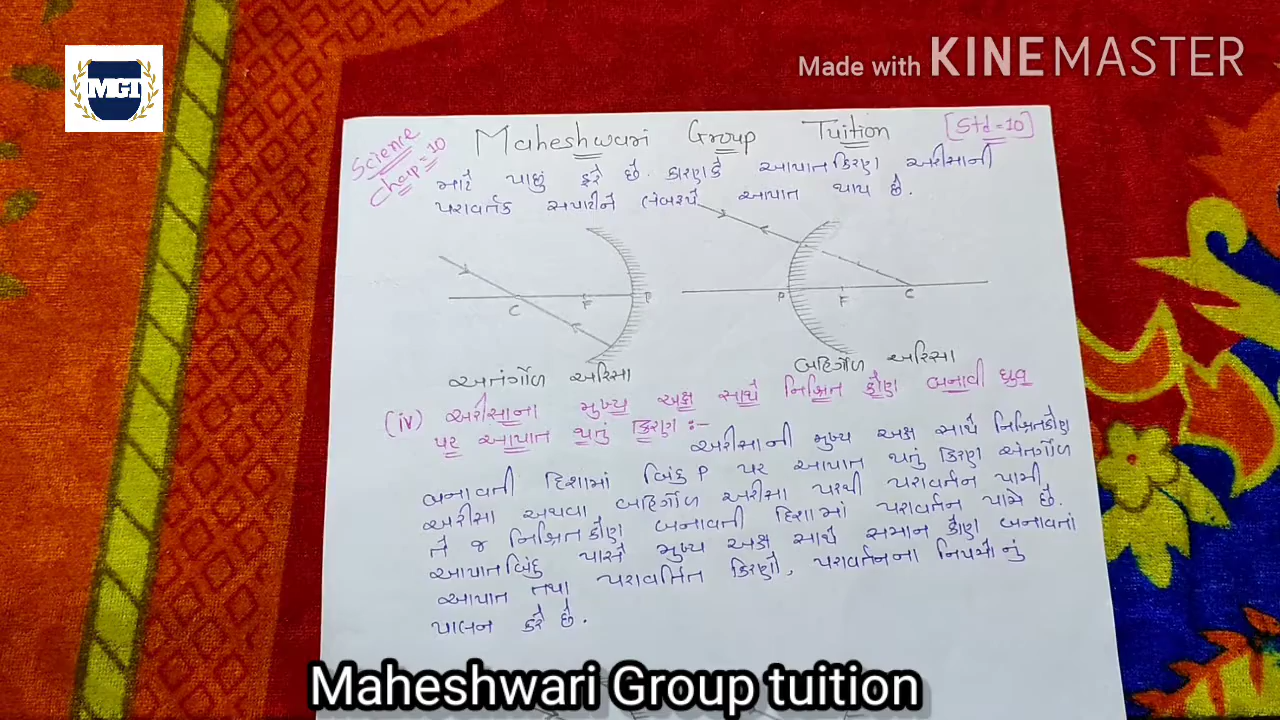 MGT
Made with KINEMASTER
Science
Chap = 10
Maheshwari Group Tuition
[Std = 10]
માટે પાછું ફરે છે. કારણકે આપાતકિરણ અરીસાની
પરાવર્તક સપાટીને લંબરૂપે આપાત થાય છે.
C F P
P F C
અતંર્ગોળ અરિસા
બહિર્ગોળ અરિસા
(iv) અરીસાના મુખ્ય અક્ષ સાથે નિશ્ચિત કોણ બનાવી ધ્રુવ
પર આપાત થતું કિરણ :-
અરીસાની મુખ્ય અક્ષ સાથે નિશ્ચિતકોણ
બનાવતી દિશામાં બિંદુ P પર આપાત થતું કિરણ અંતર્ગોળ
અરીસા અથવા બહિર્ગોળ અરીસા પરથી પરાવર્તન પામી
તે જ નિશ્ચિતકોણ બનાવતી દિશામાં પરાવર્તન પામે છે.
આપાતબિંદુ પાસે મુખ્ય અક્ષ સાથે સમાન કોણ બનાવતાં
આપાત તથા પરાવર્તિત કિરણો, પરાવર્તનના નિયમોનું
પાલન કરે છે.
Maheshwari Group tuition